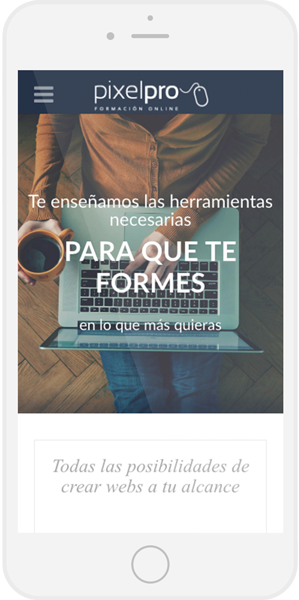 pixelpro
FORMACIÓN ONLINE
Te enseñamos las herramientas
necesarias
PARA QUE TE
FORMES
en lo que más quieras
Todas las posibilidades de
crear webs a tu alcance